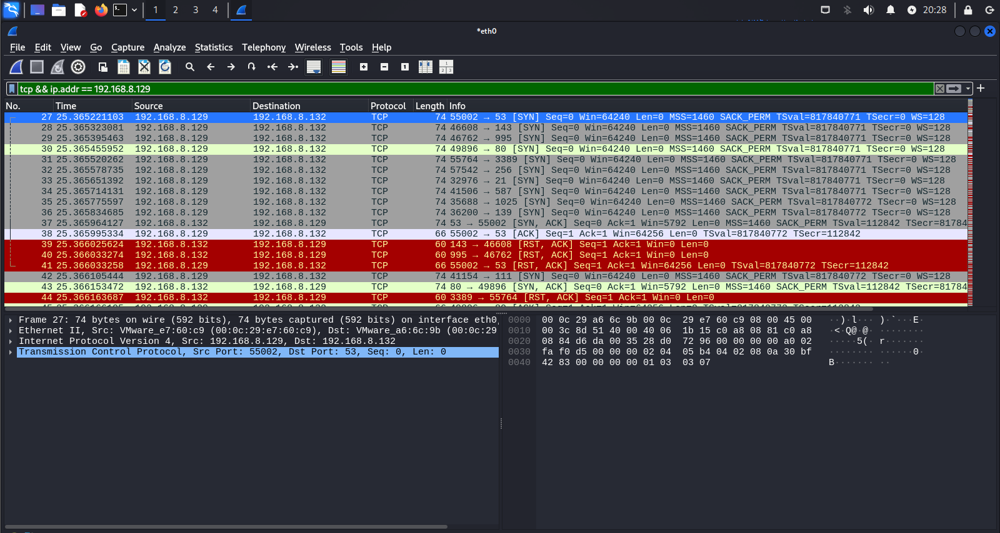 1 2 3 4 20:28
*eth0
File Edit View Go Capture Analyze Statistics Telephony Wireless Tools Help
tcp && ip.addr == 192.168.8.129
No. Time Source Destination Protocol Length Info
27 25.365221103 192.168.8.129 192.168.8.132 TCP 74 55002 → 53 [SYN] Seq=0 Win=64240 Len=0 MSS=1460 SACK_PERM TSval=817840771 TSecr=0 WS=128
28 25.365323081 192.168.8.129 192.168.8.132 TCP 74 46608 → 143 [SYN] Seq=0 Win=64240 Len=0 MSS=1460 SACK_PERM TSval=817840771 TSecr=0 WS=128
29 25.365395463 192.168.8.129 192.168.8.132 TCP 74 46762 → 995 [SYN] Seq=0 Win=64240 Len=0 MSS=1460 SACK_PERM TSval=817840771 TSecr=0 WS=128
30 25.365455952 192.168.8.129 192.168.8.132 TCP 74 49896 → 80 [SYN] Seq=0 Win=64240 Len=0 MSS=1460 SACK_PERM TSval=817840771 TSecr=0 WS=128
31 25.365520262 192.168.8.129 192.168.8.132 TCP 74 55764 → 3389 [SYN] Seq=0 Win=64240 Len=0 MSS=1460 SACK_PERM TSval=817840771 TSecr=0 WS=128
32 25.365578735 192.168.8.129 192.168.8.132 TCP 74 57542 → 256 [SYN] Seq=0 Win=64240 Len=0 MSS=1460 SACK_PERM TSval=817840771 TSecr=0 WS=128
33 25.365651392 192.168.8.129 192.168.8.132 TCP 74 32976 → 21 [SYN] Seq=0 Win=64240 Len=0 MSS=1460 SACK_PERM TSval=817840771 TSecr=0 WS=128
34 25.365714131 192.168.8.129 192.168.8.132 TCP 74 41506 → 587 [SYN] Seq=0 Win=64240 Len=0 MSS=1460 SACK_PERM TSval=817840771 TSecr=0 WS=128
35 25.365775597 192.168.8.129 192.168.8.132 TCP 74 35688 → 1025 [SYN] Seq=0 Win=64240 Len=0 MSS=1460 SACK_PERM TSval=817840772 TSecr=0 WS=128
36 25.365834685 192.168.8.129 192.168.8.132 TCP 74 36200 → 139 [SYN] Seq=0 Win=64240 Len=0 MSS=1460 SACK_PERM TSval=817840772 TSecr=0 WS=128
37 25.365964127 192.168.8.132 192.168.8.129 TCP 74 53 → 55002 [SYN, ACK] Seq=0 Ack=1 Win=5792 Len=0 MSS=1460 SACK_PERM TSval=112842 TSecr=81784
38 25.365995334 192.168.8.129 192.168.8.132 TCP 66 55002 → 53 [ACK] Seq=1 Ack=1 Win=64256 Len=0 TSval=817840772 TSecr=112842
39 25.366025624 192.168.8.132 192.168.8.129 TCP 60 143 → 46608 [RST, ACK] Seq=1 Ack=1 Win=0 Len=0
40 25.366033274 192.168.8.132 192.168.8.129 TCP 60 995 → 46762 [RST, ACK] Seq=1 Ack=1 Win=0 Len=0
41 25.366033258 192.168.8.129 192.168.8.132 TCP 66 55002 → 53 [RST, ACK] Seq=1 Ack=1 Win=64256 Len=0 TSval=817840772 TSecr=112842
42 25.366105444 192.168.8.129 192.168.8.132 TCP 74 41154 → 111 [SYN] Seq=0 Win=64240 Len=0 MSS=1460 SACK_PERM TSval=817840772 TSecr=0 WS=128
43 25.366153472 192.168.8.132 192.168.8.129 TCP 74 80 → 49896 [SYN, ACK] Seq=0 Ack=1 Win=5792 Len=0 MSS=1460 SACK_PERM TSval=112842 TSecr=81784
44 25.366163687 192.168.8.132 192.168.8.129 TCP 60 3389 → 55764 [RST, ACK] Seq=1 Ack=1 Win=0 Len=0
Frame 27: 74 bytes on wire (592 bits), 74 bytes captured (592 bits) on interface eth0,
Ethernet II, Src: VMware_e7:60:c9 (00:0c:29:e7:60:c9), Dst: VMware_a6:6c:9b (00:0c:29
Internet Protocol Version 4, Src: 192.168.8.129, Dst: 192.168.8.132
Transmission Control Protocol, Src Port: 55002, Dst Port: 53, Seq: 0, Len: 0
0000 00 0c 29 a6 6c 9b 00 0c 29 e7 60 c9 08 00 45 00 ··)·l··· )·`···E·
0010 00 3c 8d 51 40 00 40 06 1b 15 c0 a8 08 81 c0 a8 ·<·Q@·@· ········
0020 08 84 d6 da 00 35 28 d0 72 96 00 00 00 00 a0 02 ·····5(· r·······
0030 fa f0 d5 00 00 00 02 04 05 b4 04 02 08 0a 30 bf ········ ······0·
0040 42 83 00 00 00 00 01 03 03 07 B······· ··